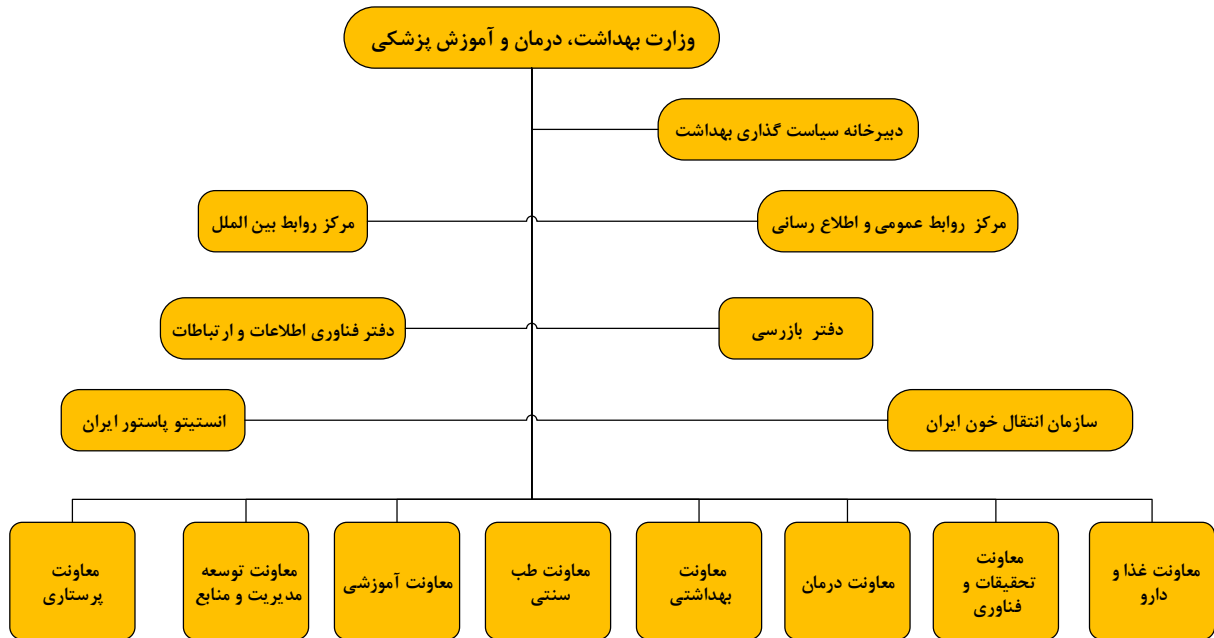 وزارت بهداشت، درمان و آموزش پزشکی
دبیرخانه سیاست گذاری بهداشت
مرکز روابط عمومی و اطلاع رسانی
مرکز روابط بین الملل
دفتر بازرسی
دفتر فناوری اطلاعات و ارتباطات
سازمان انتقال خون ایران
انستیتو پاستور ایران
معاونت غذا و
دارو
معاونت
تحقیقات و
فناوری
معاونت درمان
معاونت
بهداشتی
معاونت طب
سنتی
معاونت آموزشی
معاونت توسعه
مدیریت و منابع
معاونت
پرستاری